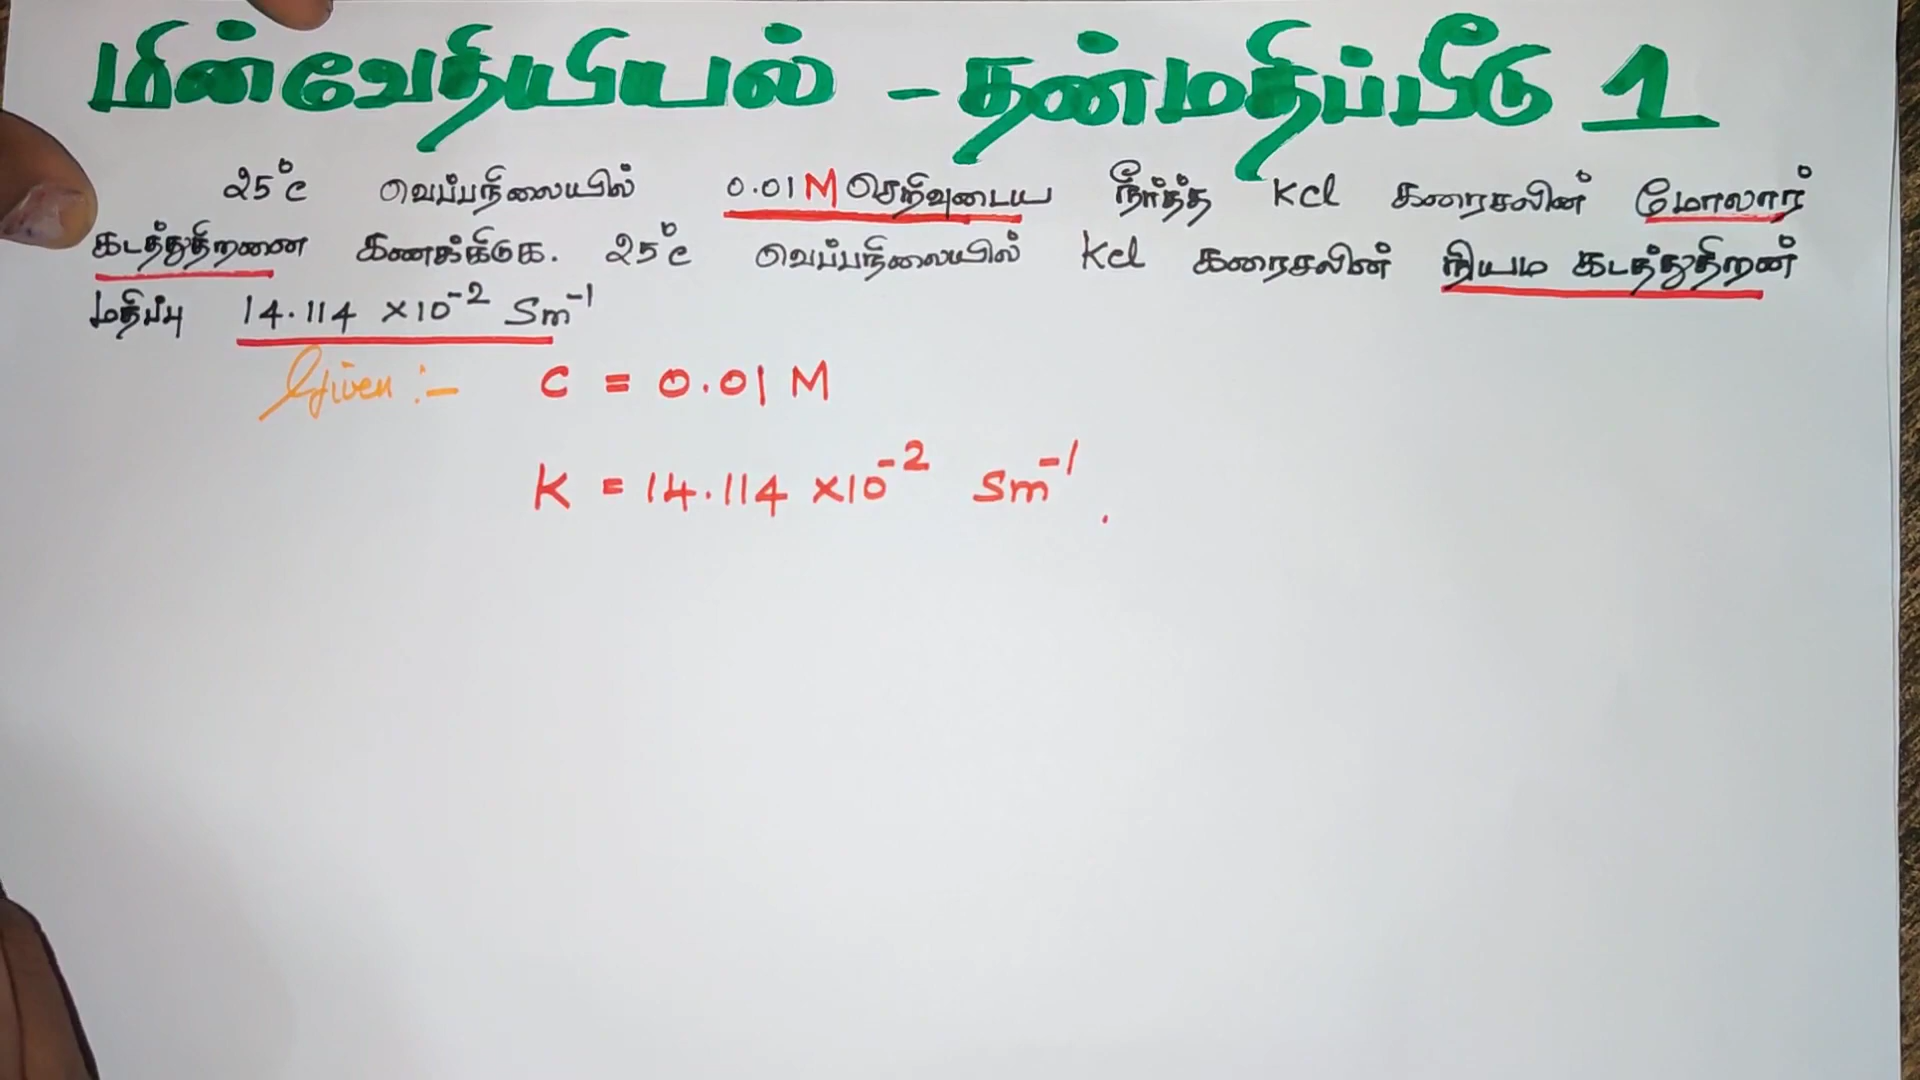 மின்வேதியியல் - தன்மதிப்பீடு 1
25°C வெப்பநிலையில் 0.01 M செறிவுடைய நீர்த்த KCl கரைசலின் மோலார்
கடத்துதிறனை கணக்கிடுக. 25°C வெப்பநிலையில் KCl கரைசலின் நியம கடத்துதிறன்
மதிப்பு 14.114 ×10⁻² Sm⁻¹
Given :- C = 0.01 M
K = 14.114 ×10⁻² Sm⁻¹.